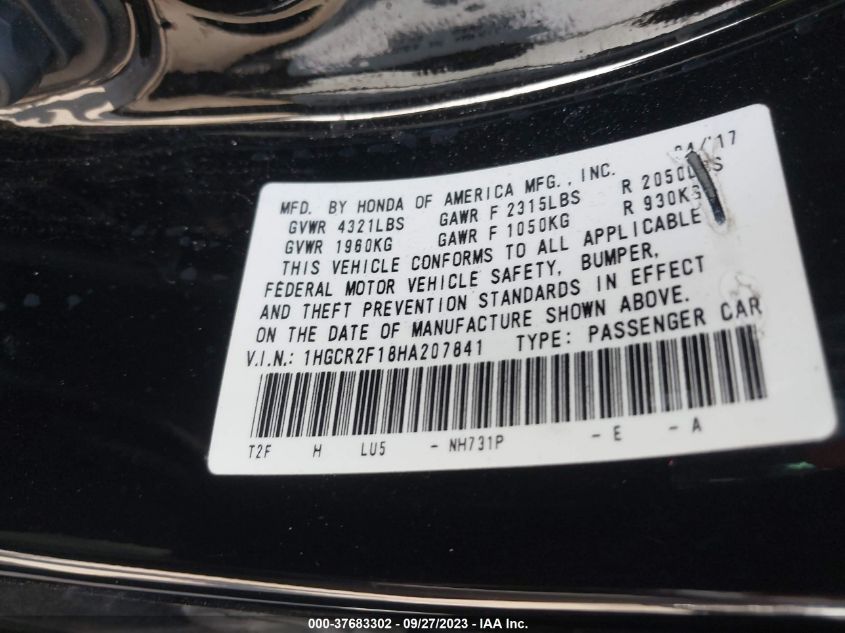 04/'17
MFD. BY HONDA OF AMERICA MFG., INC.
GVWR 4321LBS GAWR F 2315LBS R 2050LBS
GVWR 1960KG GAWR F 1050KG R 930KG
THIS VEHICLE CONFORMS TO ALL APPLICABLE
FEDERAL MOTOR VEHICLE SAFETY, BUMPER,
AND THEFT PREVENTION STANDARDS IN EFFECT
ON THE DATE OF MANUFACTURE SHOWN ABOVE.
V.I.N.: 1HGCR2F18HA207841 TYPE: PASSENGER CAR
T2F H LU5 - NH731P - E - A
000-37683302 - 09/27/2023 - IAA Inc.